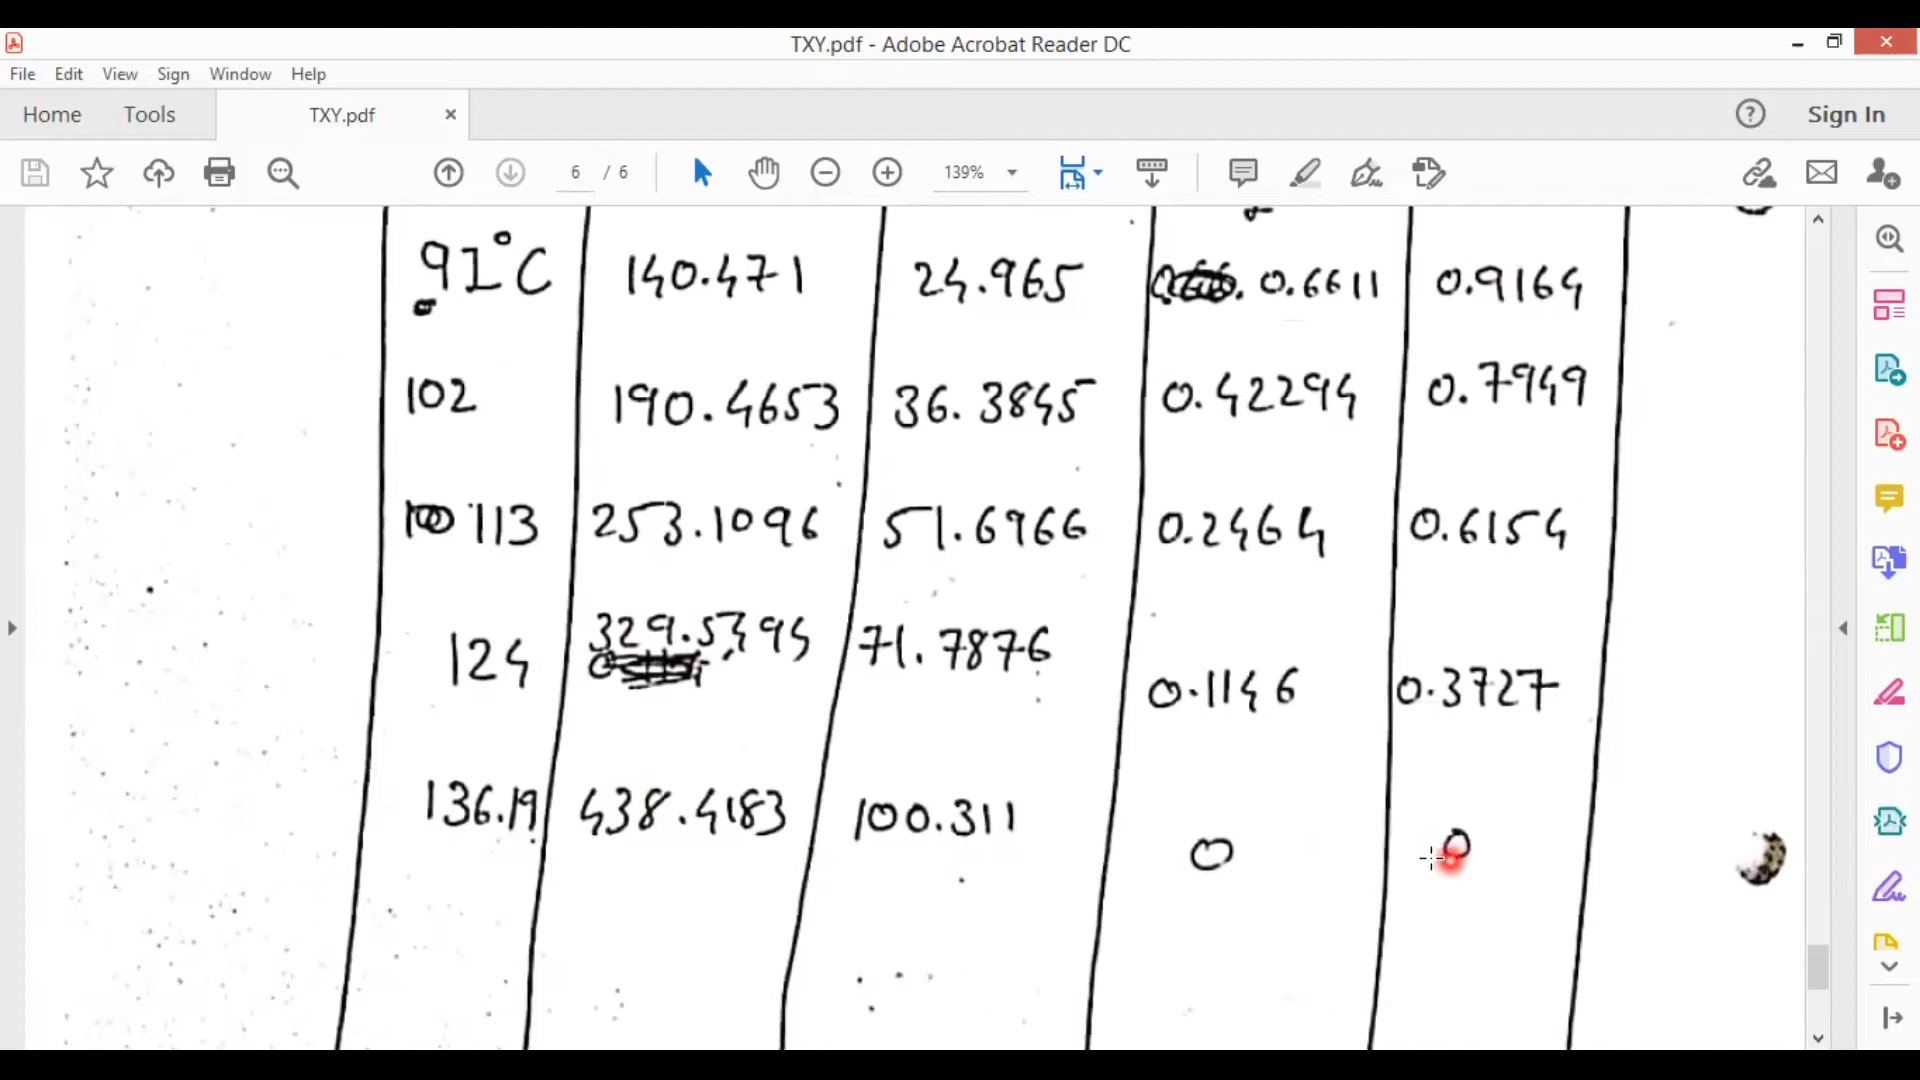 TXY.pdf - Adobe Acrobat Reader DC
File Edit View Sign Window Help
Home Tools TXY.pdf Sign In
6 / 6 139%
91°C 140.471 24.965 0.6611 0.9164
102 190.4653 36.3845 0.42294 0.7949
113 253.1096 51.6966 0.2464 0.6154
124 329.5494 71.7876 0.1146 0.3727
136.19 438.4183 100.311 0 0